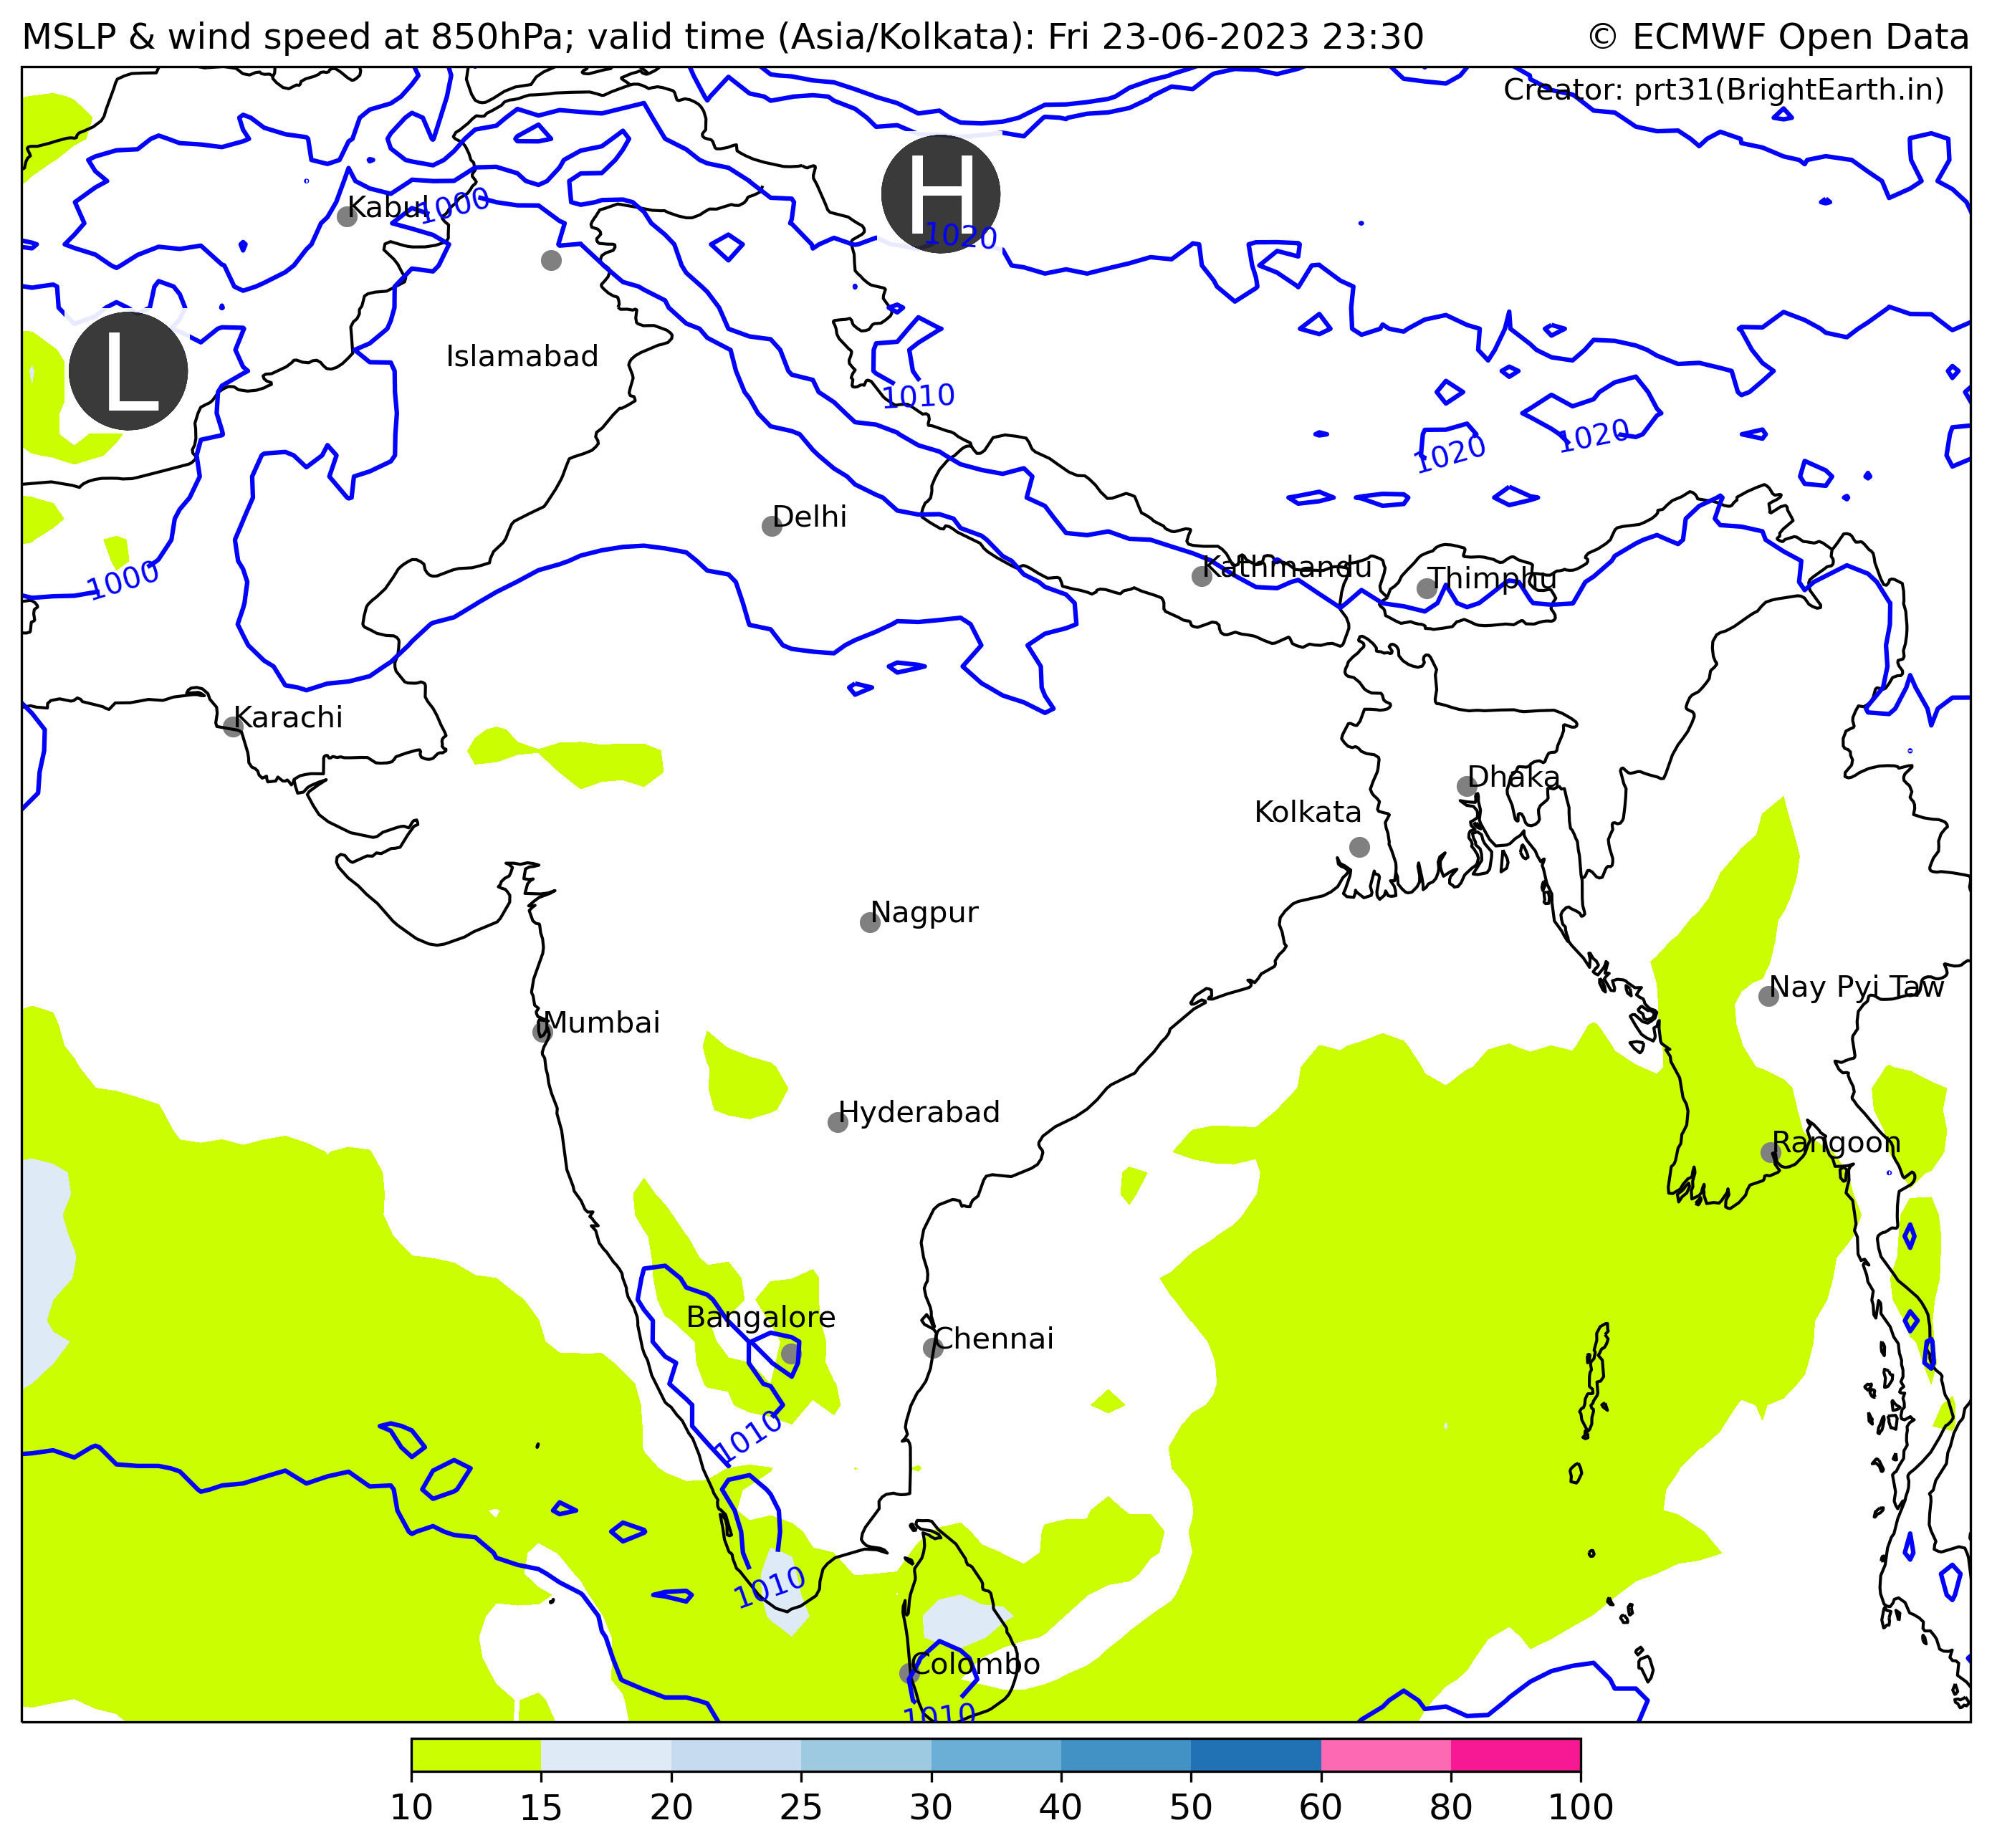 MSLP & wind speed at 850hPa; valid time (Asia/Kolkata): Fri 23-06-2023 23:30
© ECMWF Open Data
Creator: prt31(BrightEarth.in)
H
Kabul
1000
1020
L
Islamabad
1010
1020
1020
Delhi
1000
Kathmandu
Thimphu
Karachi
Dhaka
Kolkata
Nagpur
Nay Pyi Taw
Mumbai
Hyderabad
Rangoon
Bangalore
Chennai
1010
1010
Colombo
1010
10 15 20 25 30 40 50 60 80 100